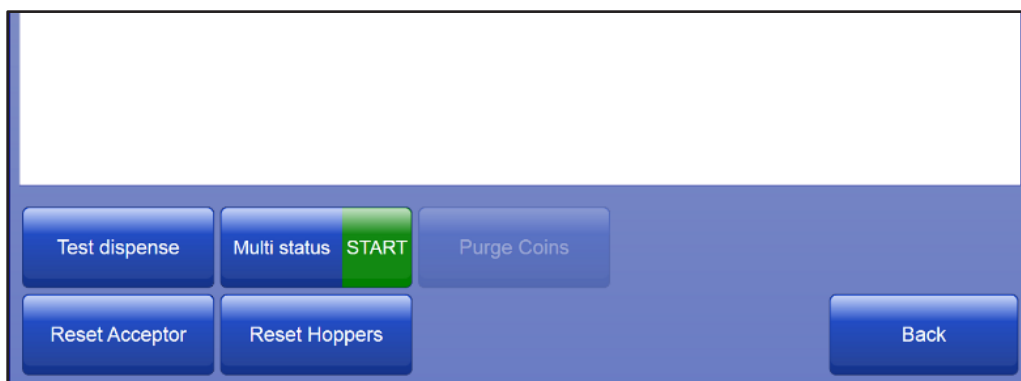 Test dispense
Multi status START
Purge Coins
Reset Acceptor
Reset Hoppers
Back